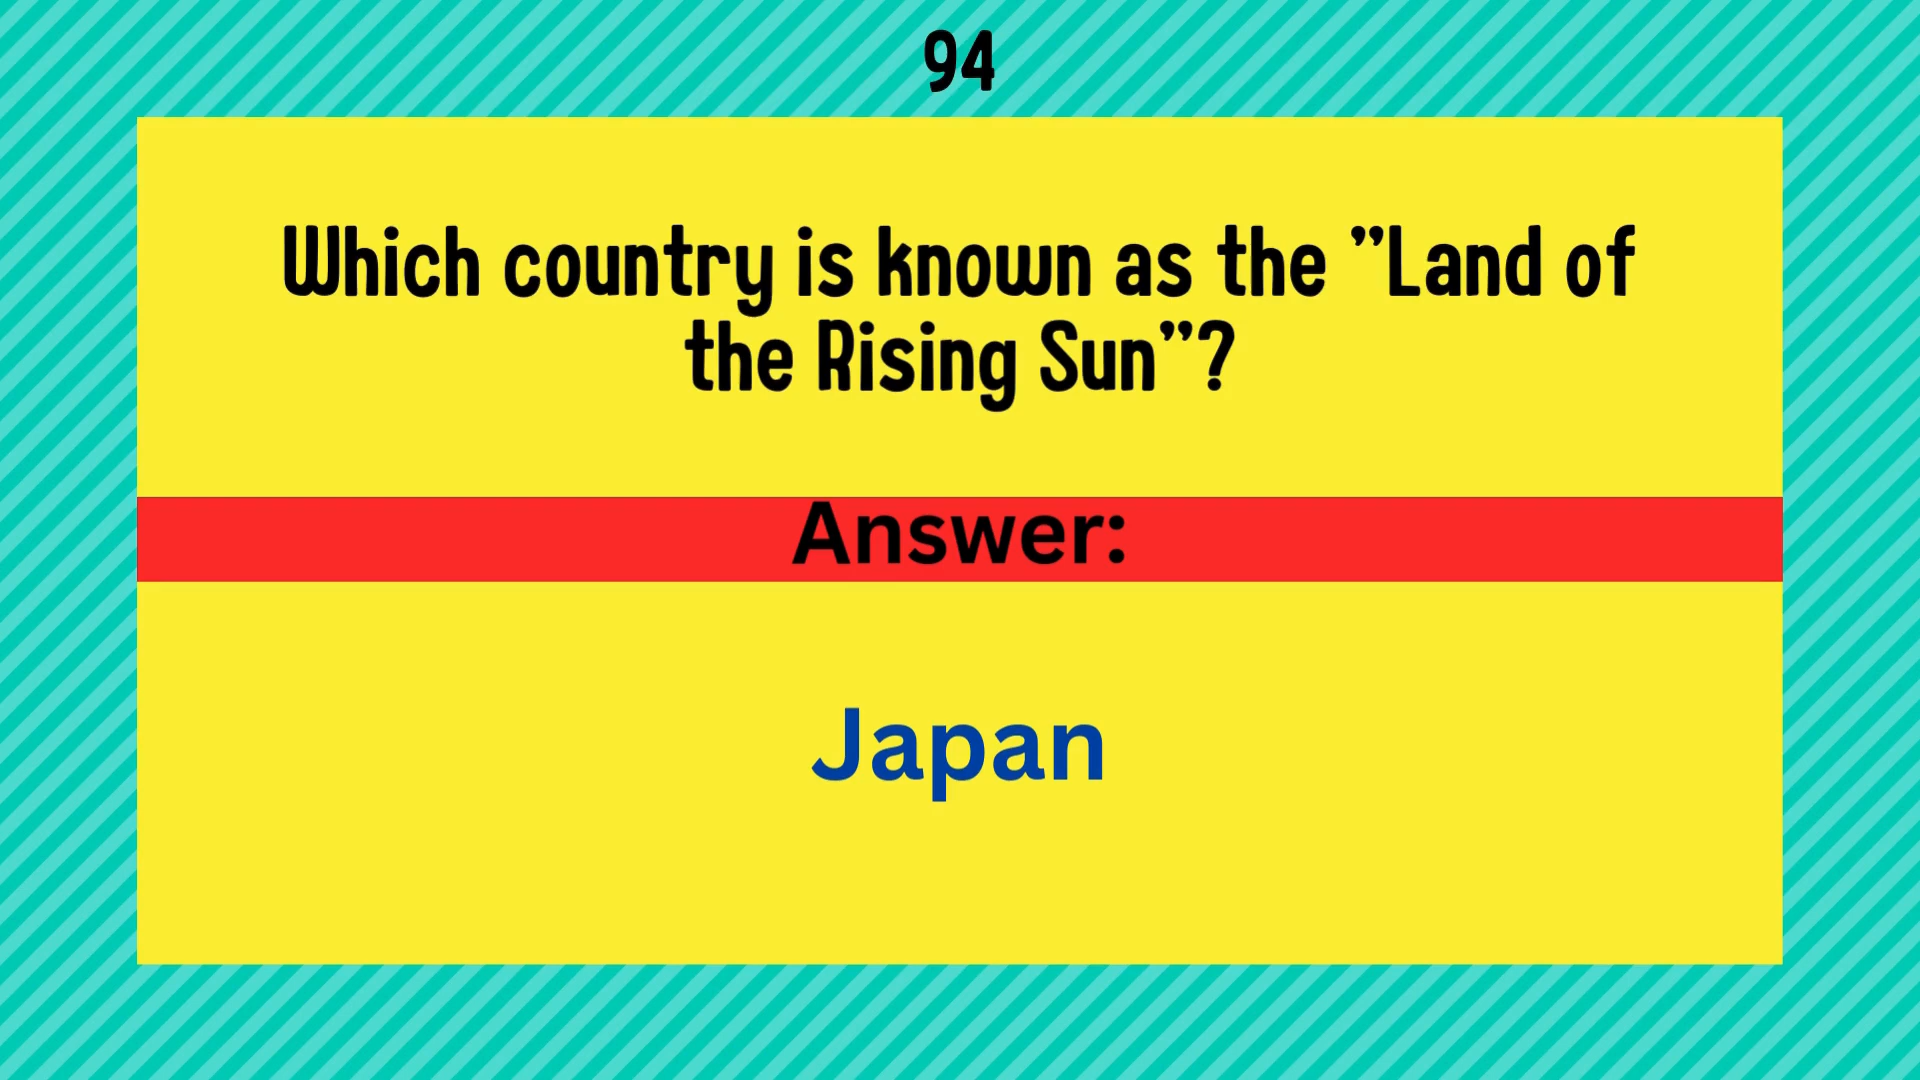 94
Which country is known as the ”Land of
the Rising Sun”?
Answer:
Japan